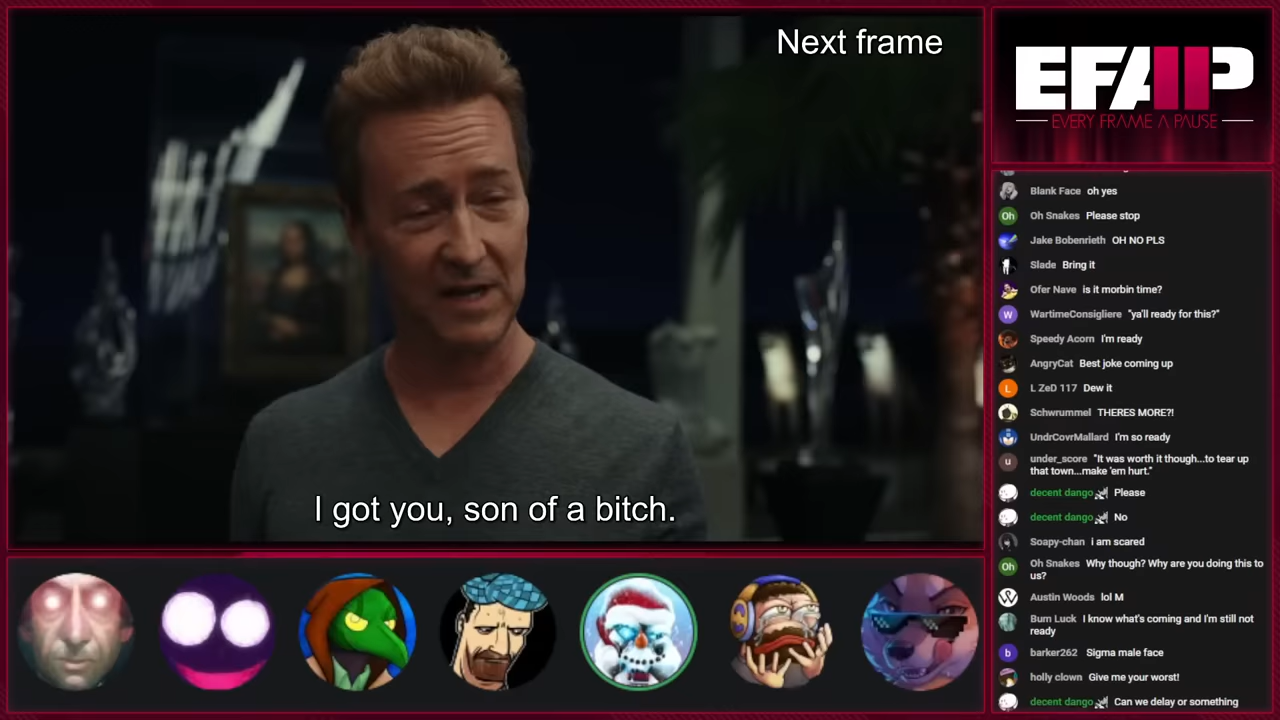 Next frame
I got you, son of a bitch.
EFAP
EVERY FRAME A PAUSE
Blank Face oh yes
Oh Oh Snakes Please stop
Jake Bobenrieth OH NO PLS
Slade Bring it
Ofer Nave is it morbin time?
W WartimeConsigliere "ya'll ready for this?"
Speedy Acorn I'm ready
AngryCat Best joke coming up
L L ZeD 117 Dew it
Schwrummel THERES MORE?!
UndrCovrMallard I'm so ready
u under_score "It was worth it though...to tear up
that town...make 'em hurt."
decent dango Please
decent dango No
Soapy-chan i am scared
Oh Oh Snakes Why though? Why are you doing this to
us?
Austin Woods lol M
Bum Luck I know what's coming and I'm still not
ready
b barker262 Sigma male face
holly clown Give me your worst!
decent dango Can we delay or something